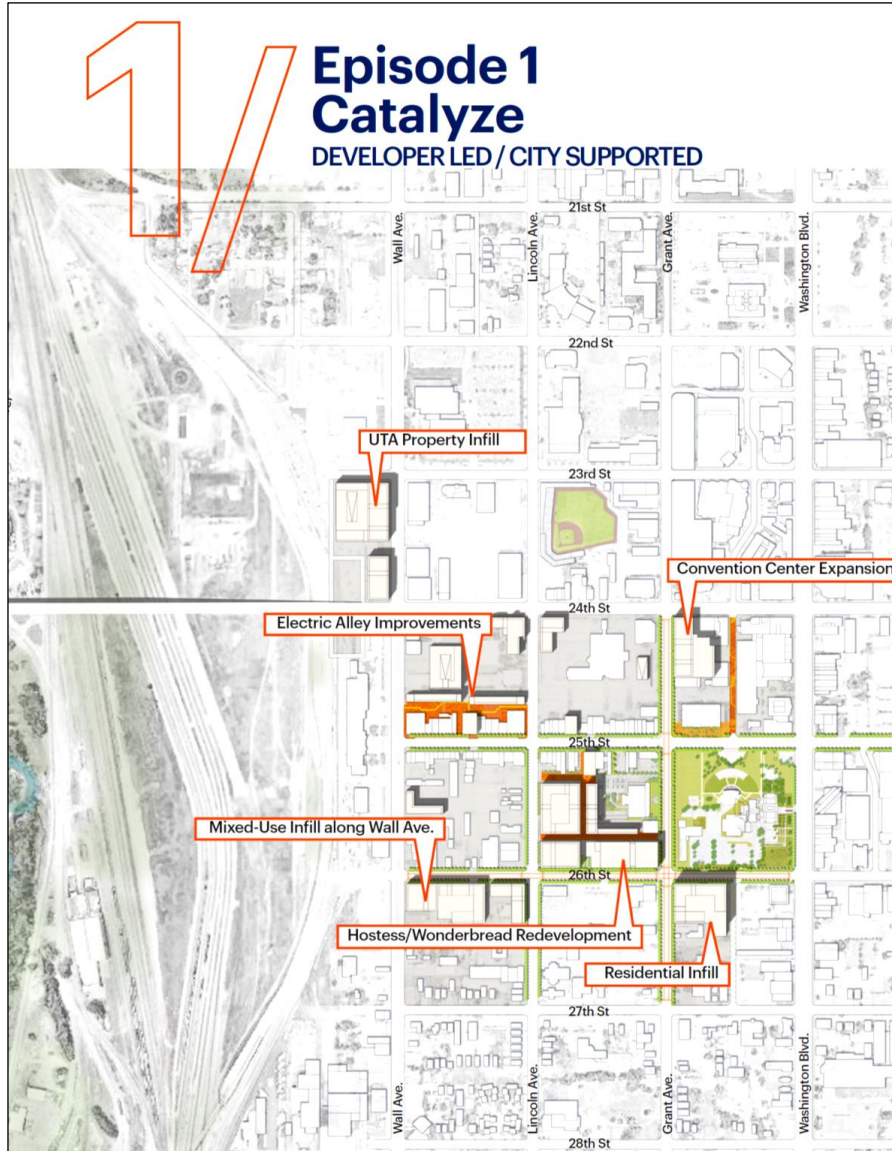 1/
Episode 1
Catalyze
DEVELOPER LED / CITY SUPPORTED
21st St
Wall Ave.
Lincoln Ave.
Grant Ave.
Washington Blvd.
22nd St
UTA Property Infill
23rd St
Convention Center Expansion
24th St
Electric Alley Improvements
25th St
Mixed-Use Infill along Wall Ave.
26th St
Hostess/Wonderbread Redevelopment
Residential Infill
27th St
Wall Ave.
Lincoln Ave.
Grant Ave.
Washington Blvd.
28th St